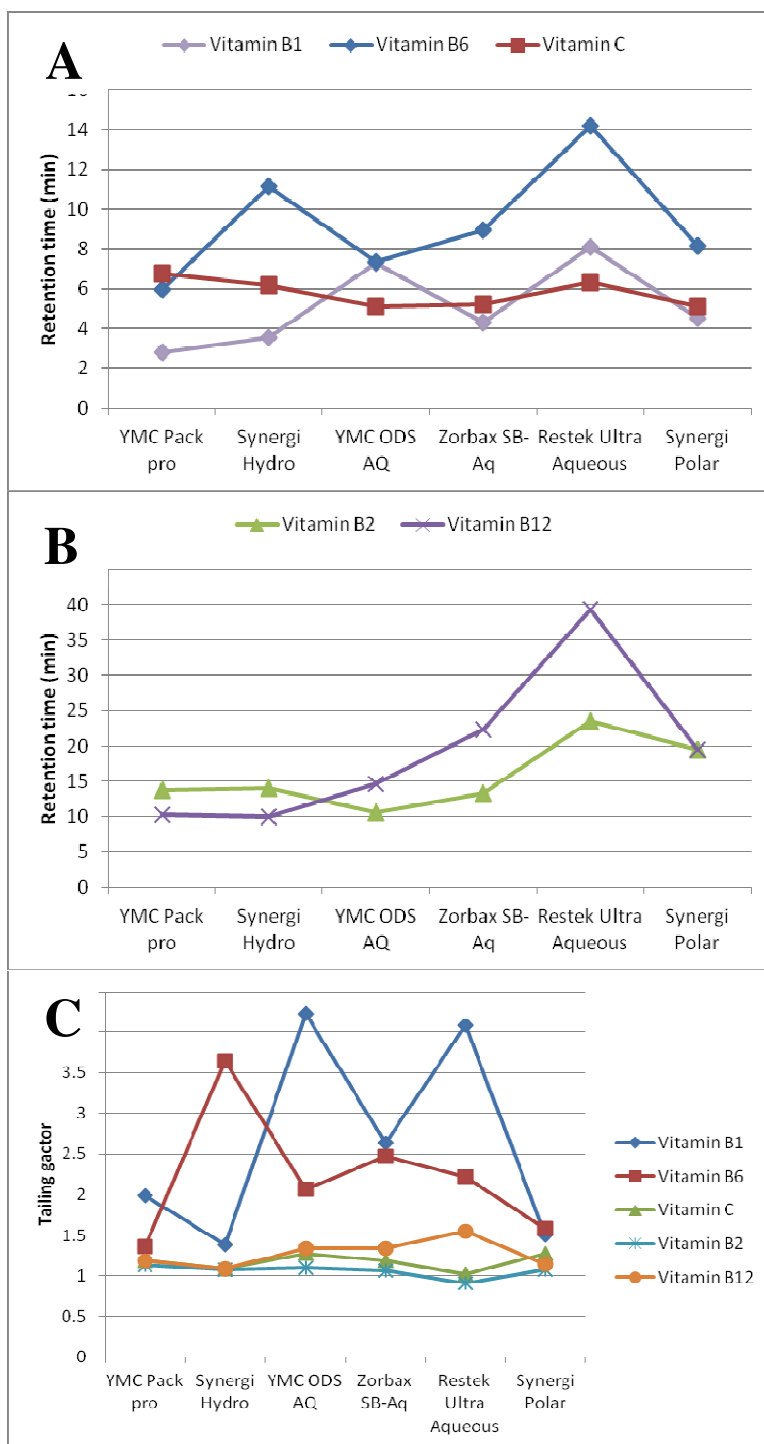 A
Vitamin B1 Vitamin B6 Vitamin C
Retention time (min)
16
14
12
10
8
6
4
2
0
YMC Pack pro
Synergi Hydro
YMC ODS AQ
Zorbax SB-Aq
Restek Ultra Aqueous
Synergi Polar
B
Vitamin B2 Vitamin B12
Retention time (min)
40
35
30
25
20
15
10
5
0
YMC Pack pro
Synergi Hydro
YMC ODS AQ
Zorbax SB-Aq
Restek Ultra Aqueous
Synergi Polar
C
Tailing gactor
3.5
3
2.5
2
1.5
1
0.5
0
YMC Pack pro
Synergi Hydro
YMC ODS AQ
Zorbax SB-Aq
Restek Ultra Aqueous
Synergi Polar
Vitamin B1
Vitamin B6
Vitamin C
Vitamin B2
Vitamin B12